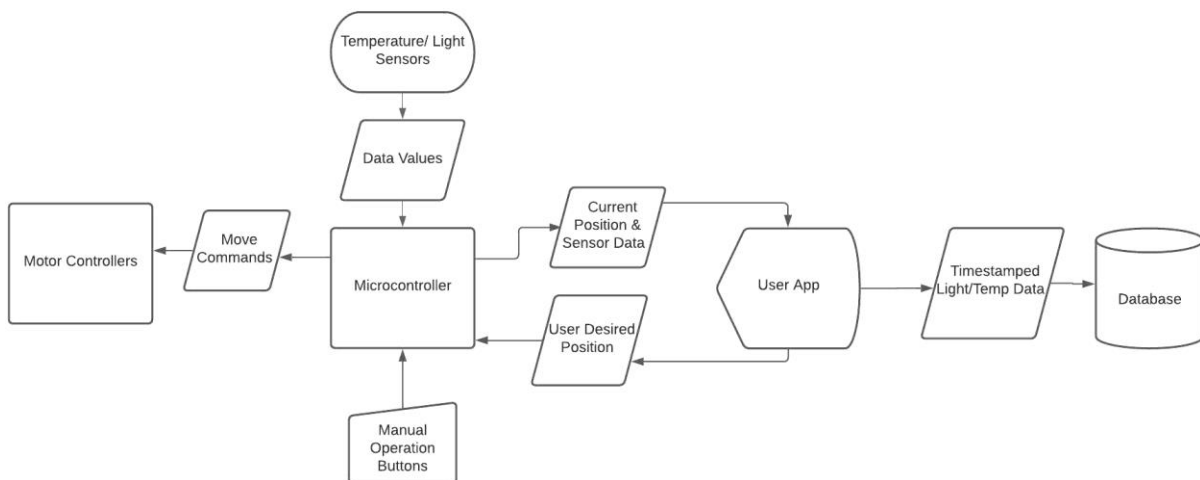 Temperature/ Light
Sensors
Data Values
Motor Controllers
Move
Commands
Microcontroller
Current
Position &
Sensor Data
User Desired
Position
User App
Timestamped
Light/Temp Data
Database
Manual
Operation
Buttons